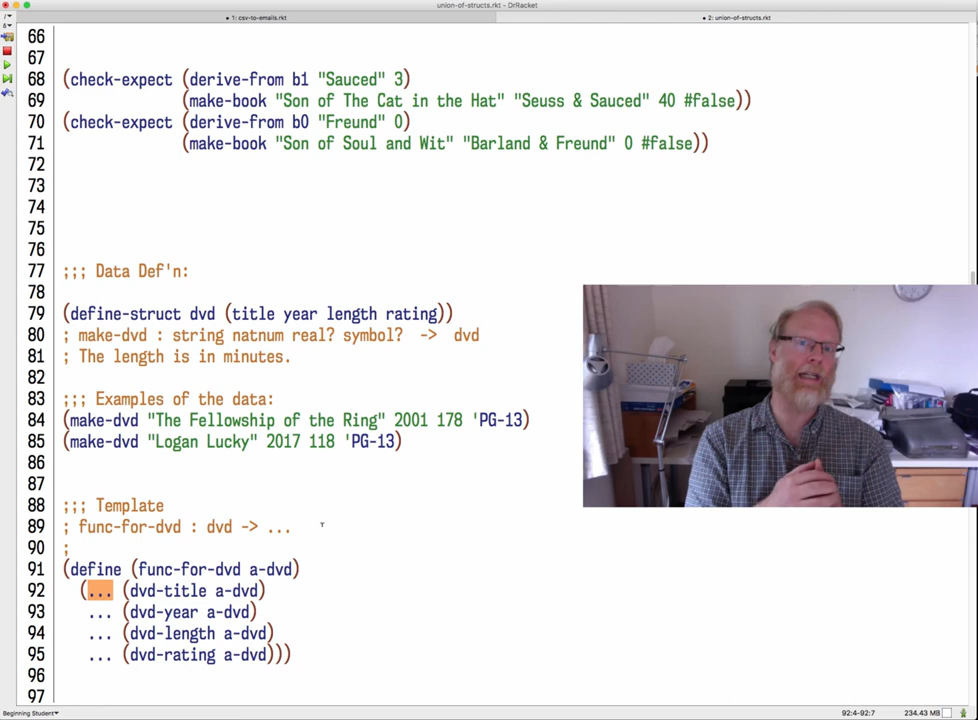 union-of-structs.rkt - DrRacket
1: csv-to-emails.rkt
2: union-of-structs.rkt
66
67
68 (check-expect (derive-from b1 "Sauced" 3)
69 (make-book "Son of The Cat in the Hat" "Seuss & Sauced" 40 #false))
70 (check-expect (derive-from b0 "Freund" 0)
71 (make-book "Son of Soul and Wit" "Barland & Freund" 0 #false))
72
73
74
75
76
77 ;;; Data Def'n:
78
79 (define-struct dvd (title year length rating))
80 ; make-dvd : string natnum real? symbol? -> dvd
81 ; The length is in minutes.
82
83 ;;; Examples of the data:
84 (make-dvd "The Fellowship of the Ring" 2001 178 'PG-13)
85 (make-dvd "Logan Lucky" 2017 118 'PG-13)
86
87
88 ;;; Template
89 ; func-for-dvd : dvd -> ...
90 ;
91 (define (func-for-dvd a-dvd)
92 (... (dvd-title a-dvd)
93 ... (dvd-year a-dvd)
94 ... (dvd-length a-dvd)
95 ... (dvd-rating a-dvd)))
96
97
Beginning Student
92:4-92:7
234.43 MB